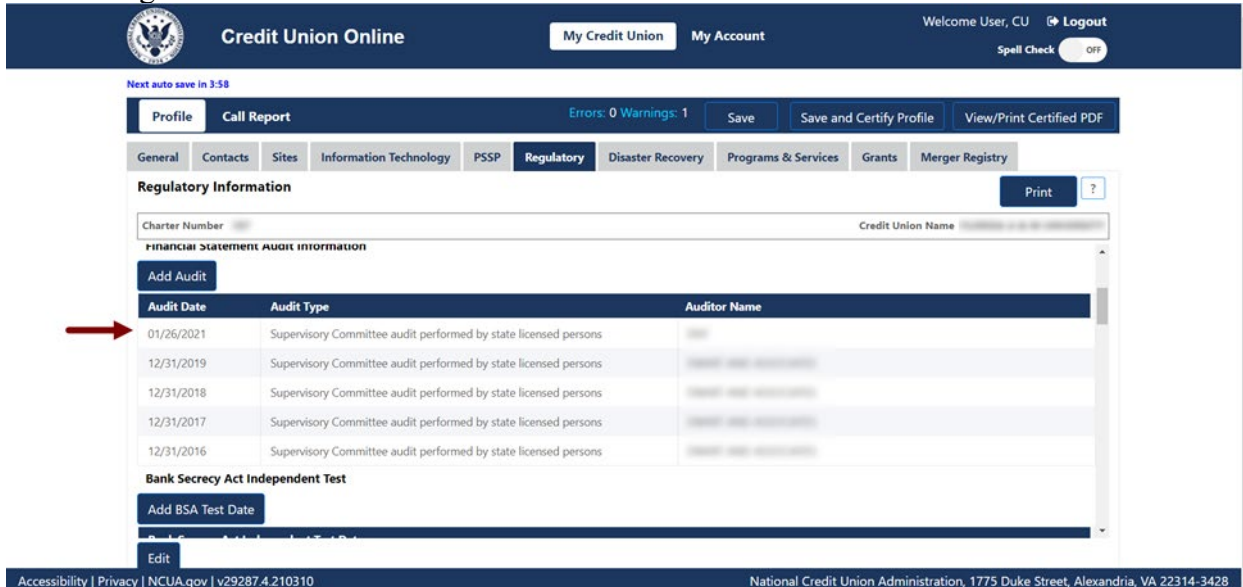 Credit Union Online
My Credit Union My Account
Welcome User, CU Logout
Spell Check OFF
Next auto save in 3:58
Profile Call Report Errors: 0 Warnings: 1 Save Save and Certify Profile View/Print Certified PDF
General Contacts Sites Information Technology PSSP Regulatory Disaster Recovery Programs & Services Grants Merger Registry
Regulatory Information Print ?
Charter Number Credit Union Name
Financial Statement Audit Information
Add Audit
Audit Date Audit Type Auditor Name
01/26/2021 Supervisory Committee audit performed by state licensed persons
12/31/2019 Supervisory Committee audit performed by state licensed persons
12/31/2018 Supervisory Committee audit performed by state licensed persons
12/31/2017 Supervisory Committee audit performed by state licensed persons
12/31/2016 Supervisory Committee audit performed by state licensed persons
Bank Secrecy Act Independent Test
Add BSA Test Date
Edit
Accessibility | Privacy | NCUA.gov | v29287.4.210310 National Credit Union Administration, 1775 Duke Street, Alexandria, VA 22314-3428